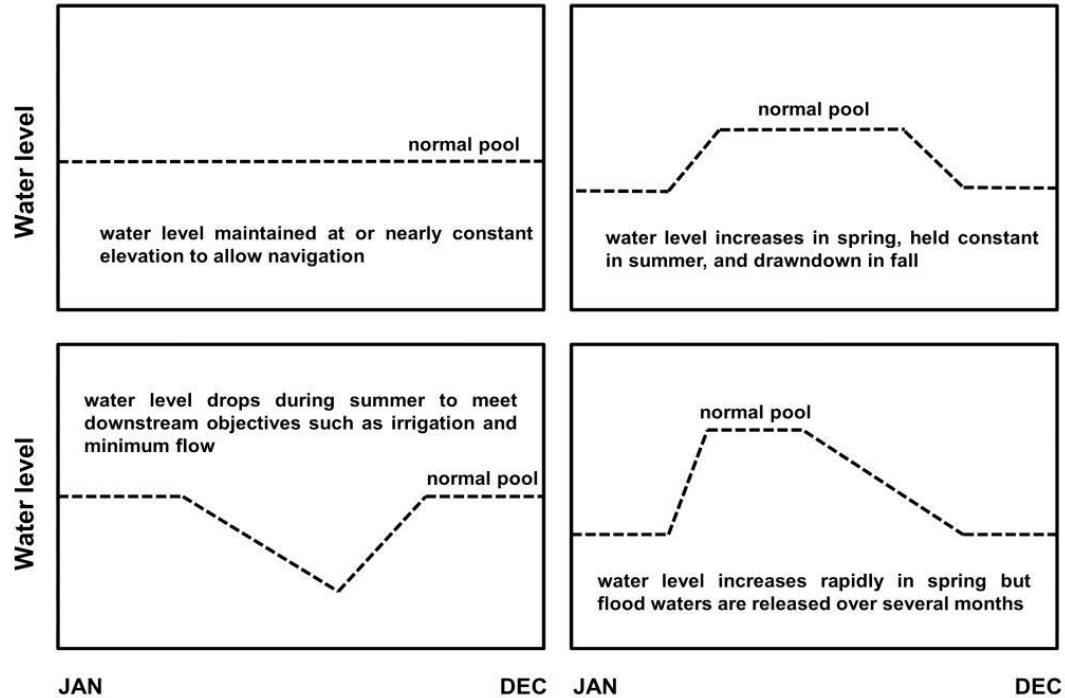 Water level
normal pool
water level maintained at or nearly constant
elevation to allow navigation
normal pool
water level increases in spring, held constant
in summer, and drawndown in fall
Water level
water level drops during summer to meet
downstream objectives such as irrigation and
minimum flow
normal pool
normal pool
water level increases rapidly in spring but
flood waters are released over several months
JAN
DEC
JAN
DEC